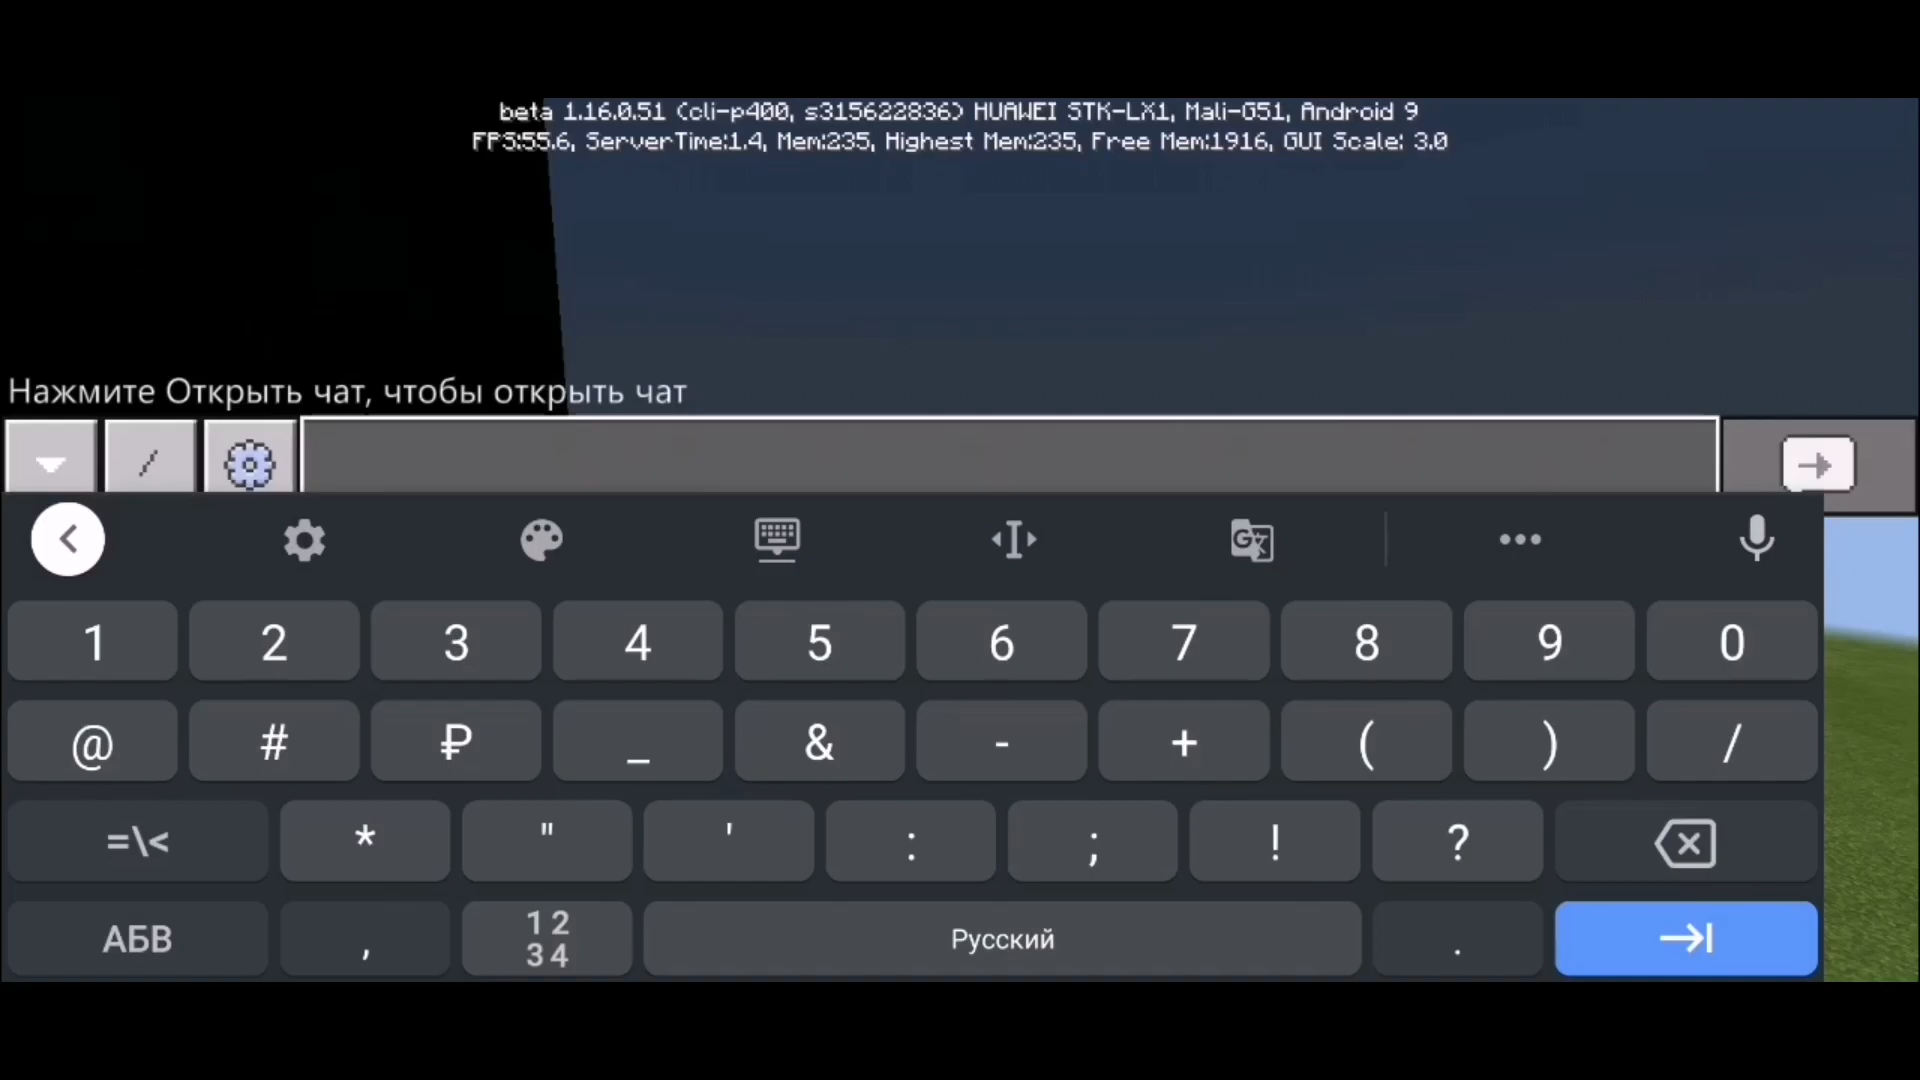 beta 1.16.0.51 (cli-p400, s315622836) HUAWEI STK-LX1, Mali-G51, Android 9
FPS:55.6, ServerTime:1.4, Mem:235, Highest Mem:235, Free Mem:1916, GUI Scale: 3.0
Нажмите Открыть чат, чтобы открыть чат
/
1 2 3 4 5 6 7 8 9 0
@ # ₽ _ & - + ( ) /
=\< * " ' : ; ! ?
АБВ , 12 34 Русский .